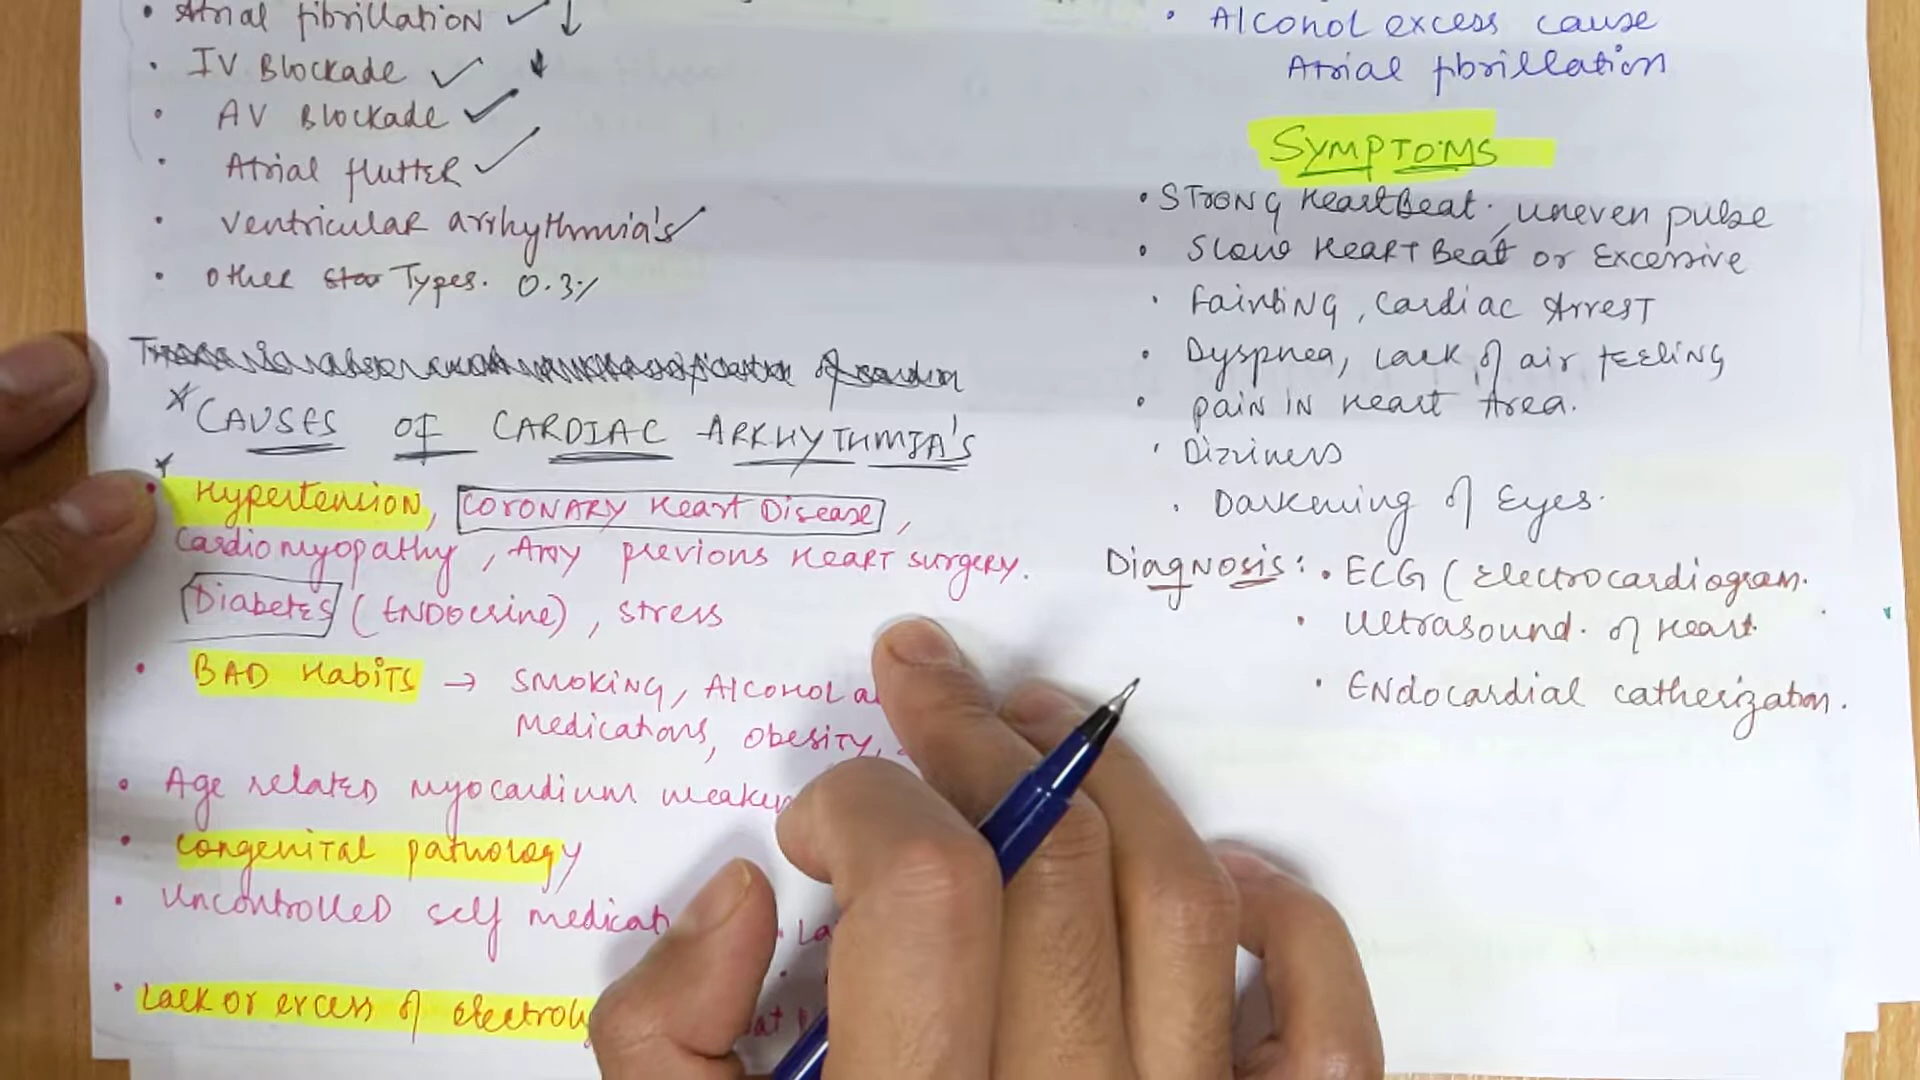 • Atrial fibrillation
• IV Blockade
• AV Blockade
• Atrial flutter
• Ventricular arrhythmia's
• Other Types. 0.3%
* CAUSES OF CARDIAC ARRHYTHMIA'S
• Hypertension, CORONARY Heart Disease,
Cardiomyopathy, Any previous Heart surgery.
Diabetes (ENDOcrine), stress
• BAD HabiTs → SMOKING, Alcohol
Medications, Obesity,
• Age related myocardium
• Congenital pathology
• Uncontrolled self
• Lack or excess of
• Alcohol excess cause
Atrial fibrillation
SYMPTOMS
• STRONG HeartBeat, uneven pulse
• Slow HEART Beat or Excessive
• Fainting, Cardiac Arrest
• Dyspnea, Lack of air feeling
• pain IN Heart Area.
• Dizziness
• Darkening of Eyes.
Diagnosis: • ECG (Electrocardiogram.
• Ultrasound. of Heart
• Endocardial catherization.